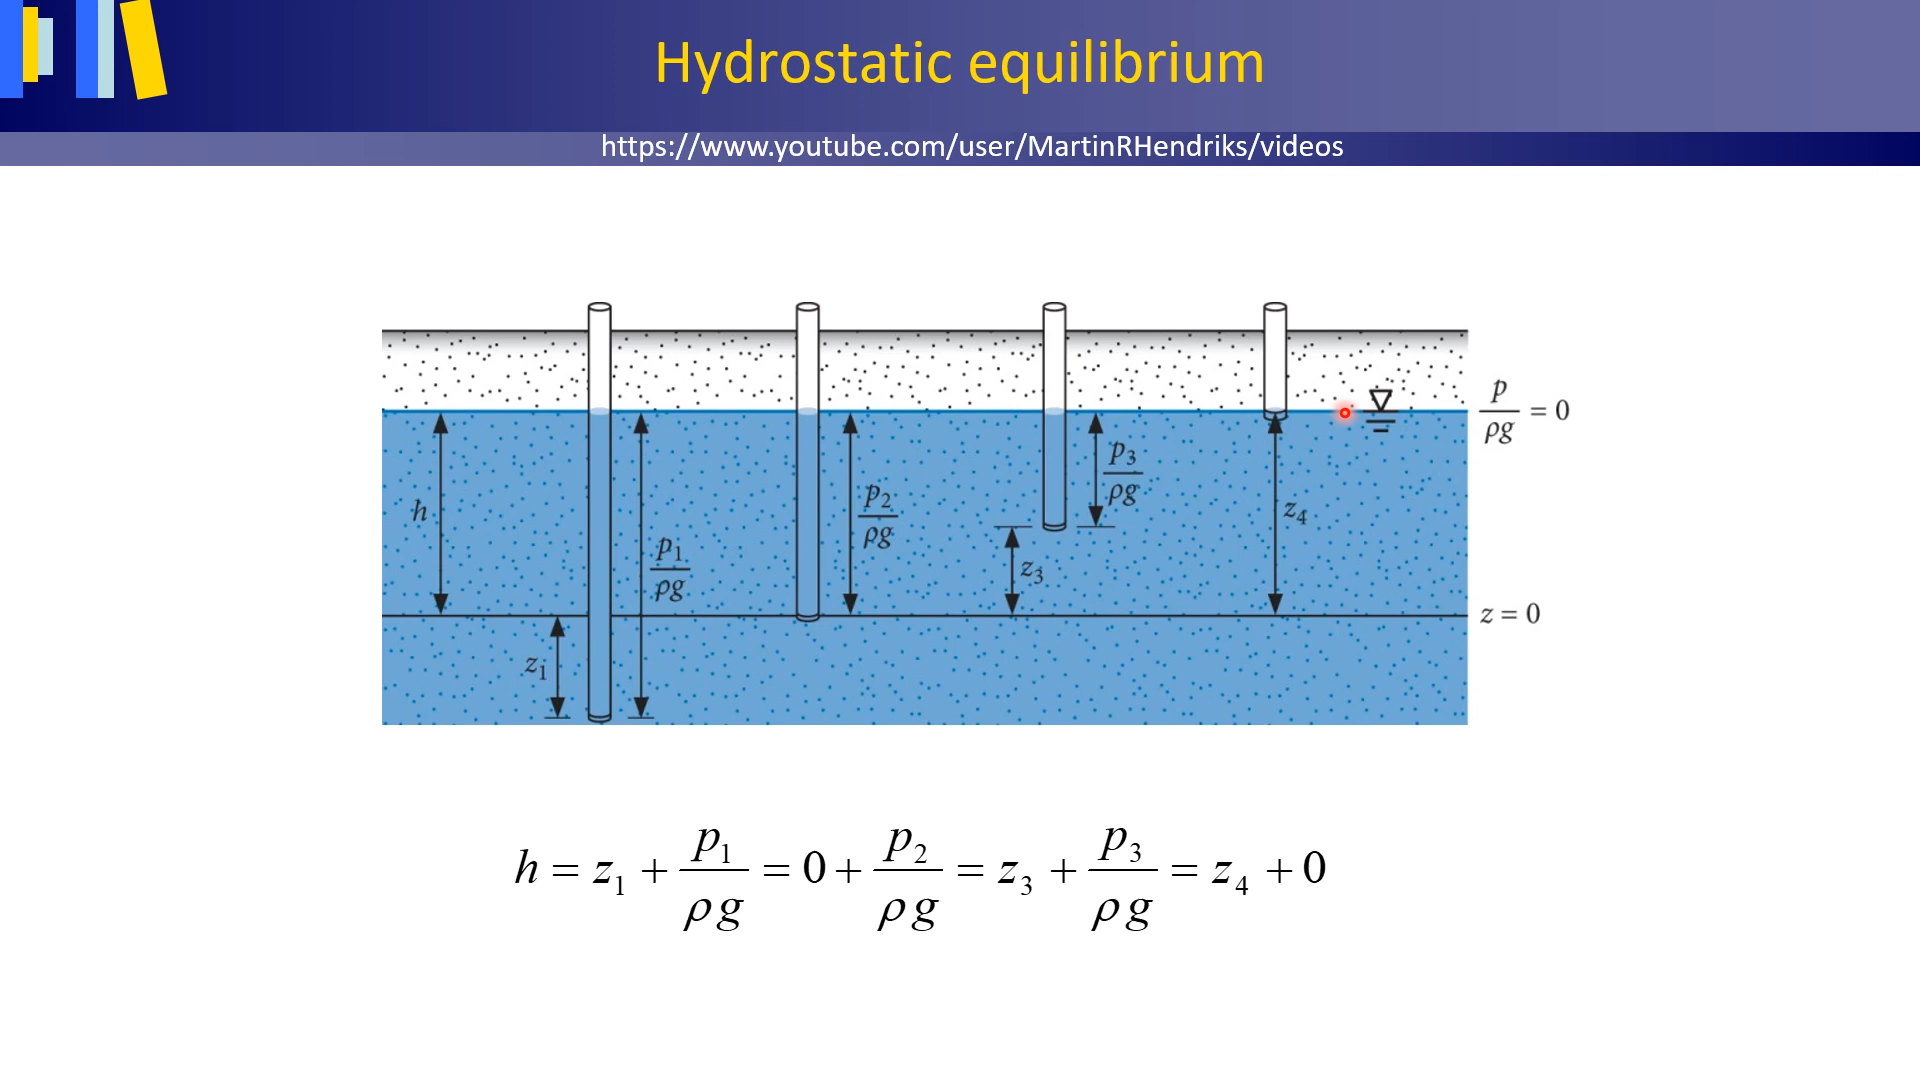 Hydrostatic equilibrium
https://www.youtube.com/user/MartinRHendriks/videos
p/ρg = 0
h
p₁/ρg
p₂/ρg
p₃/ρg
z₃
z₄
z = 0
z₁
h = z₁ + p₁/ρg = 0 + p₂/ρg = z₃ + p₃/ρg = z₄ + 0